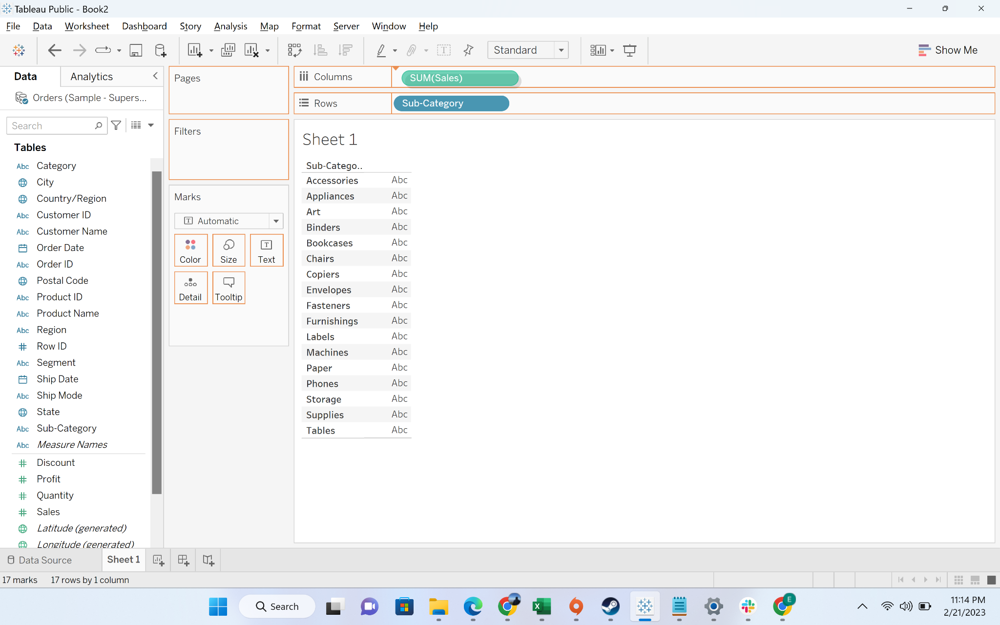 Tableau Public - Book2
File Data Worksheet Dashboard Story Analysis Map Format Server Window Help
Standard
Show Me
Data
Analytics
Orders (Sample - Supers...
Search
Tables
Abc Category
City
Country/Region
Abc Customer ID
Abc Customer Name
Order Date
Abc Order ID
Postal Code
Abc Product ID
Abc Product Name
Abc Region
# Row ID
Abc Segment
Ship Date
Abc Ship Mode
State
Abc Sub-Category
Abc Measure Names
# Discount
# Profit
# Quantity
# Sales
Latitude (generated)
Longitude (generated)
Pages
Filters
Marks
T Automatic
Color
Size
T Text
Detail
Tooltip
Columns
SUM(Sales)
Rows
Sub-Category
Sheet 1
Sub-Catego..
Accessories Abc
Appliances Abc
Art Abc
Binders Abc
Bookcases Abc
Chairs Abc
Copiers Abc
Envelopes Abc
Fasteners Abc
Furnishings Abc
Labels Abc
Machines Abc
Paper Abc
Phones Abc
Storage Abc
Supplies Abc
Tables Abc
Data Source
Sheet 1
17 marks
17 rows by 1 column
Search
X
E
11:14 PM
2/21/2023